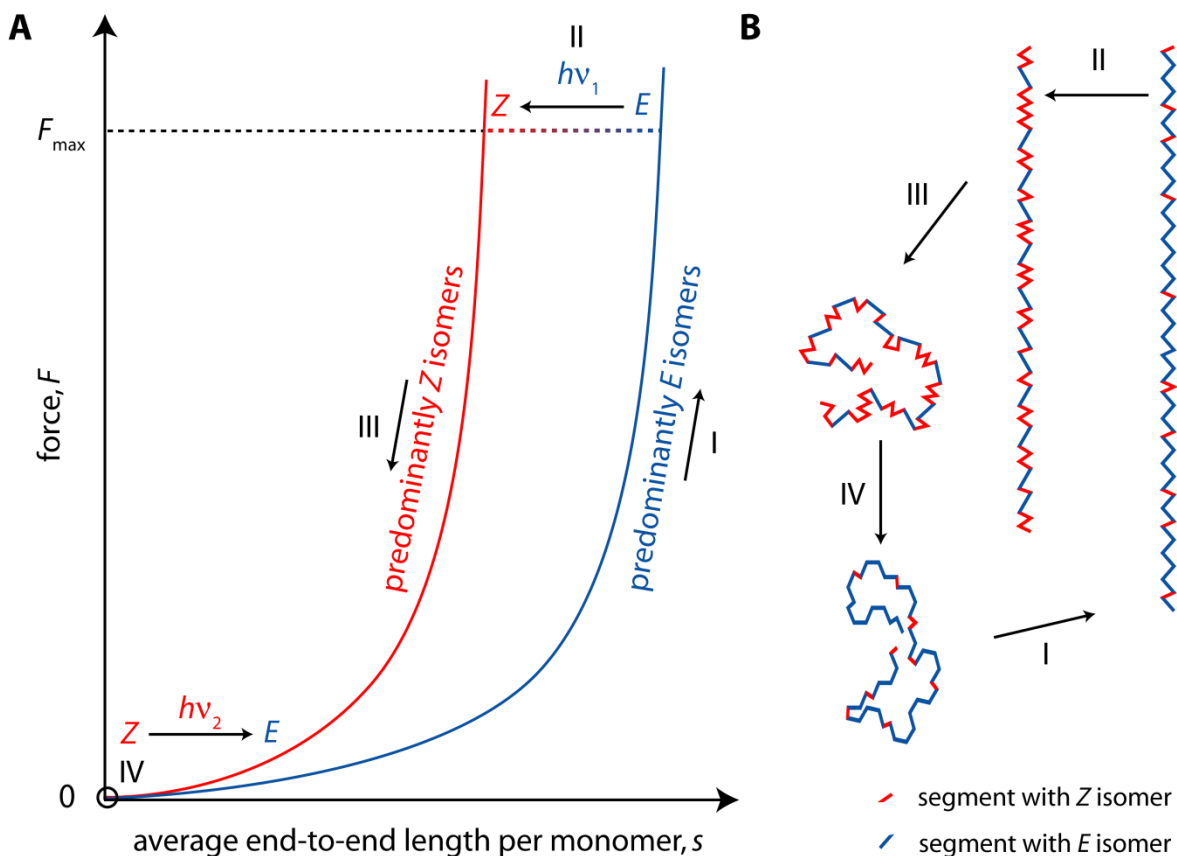 A
II
hν₁
Z
E
F_max
force, F
III
predominantly Z isomers
predominantly E isomers
I
hν₂
Z
E
IV
0
average end-to-end length per monomer, s
B
II
III
IV
I
segment with Z isomer
segment with E isomer